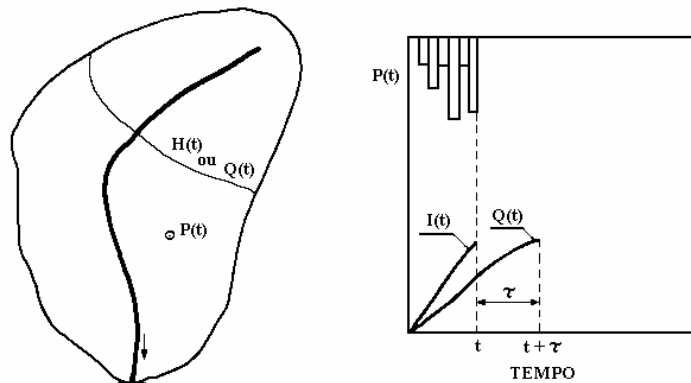 H(t)
ou
Q(t)
P(t)
P(t)
I(t)
Q(t)
τ
t
t + τ
TEMPO